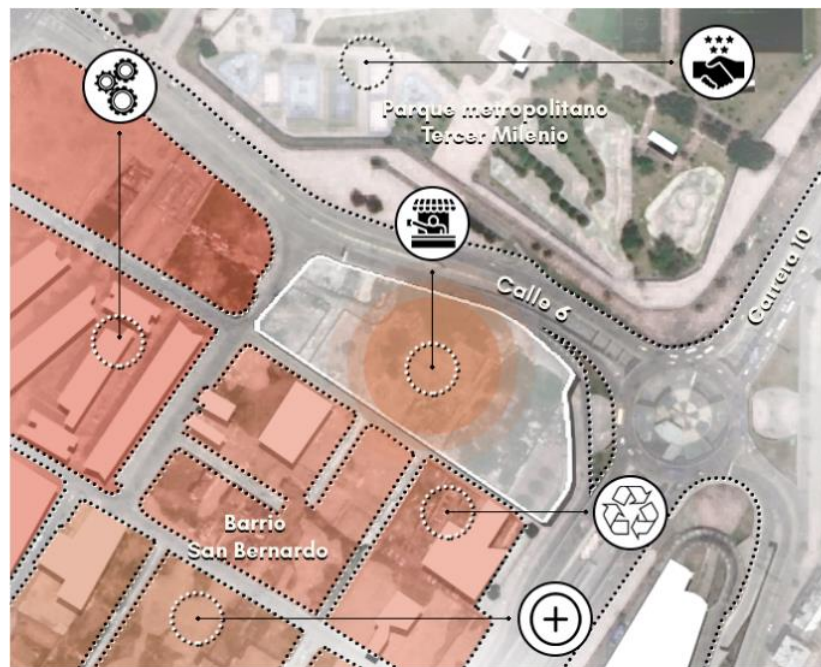 Parque metropolitano
Tercer Milenio
Calle 6
Carrera 10
Barrio
San Bernardo